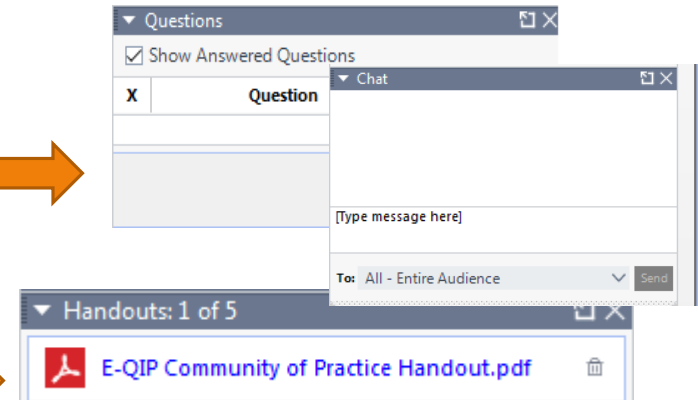 Questions
Show Answered Questions
X Question
Chat
[Type message here]
To: All - Entire Audience
Send
Handouts: 1 of 5
E-QIP Community of Practice Handout.pdf